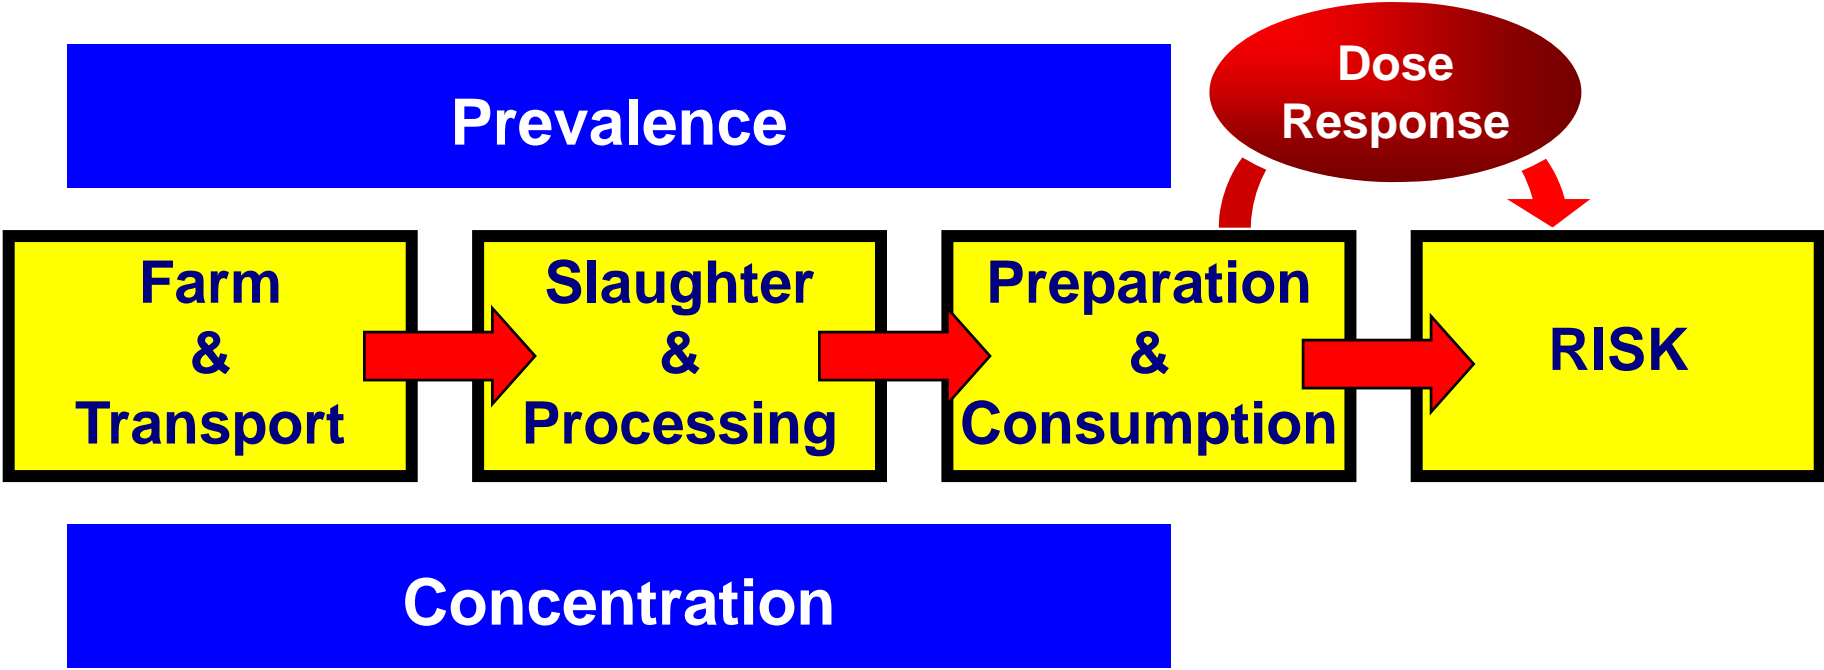 Prevalence
Dose
Response
Farm
&
Transport
Slaughter
&
Processing
Preparation
&
Consumption
RISK
Concentration